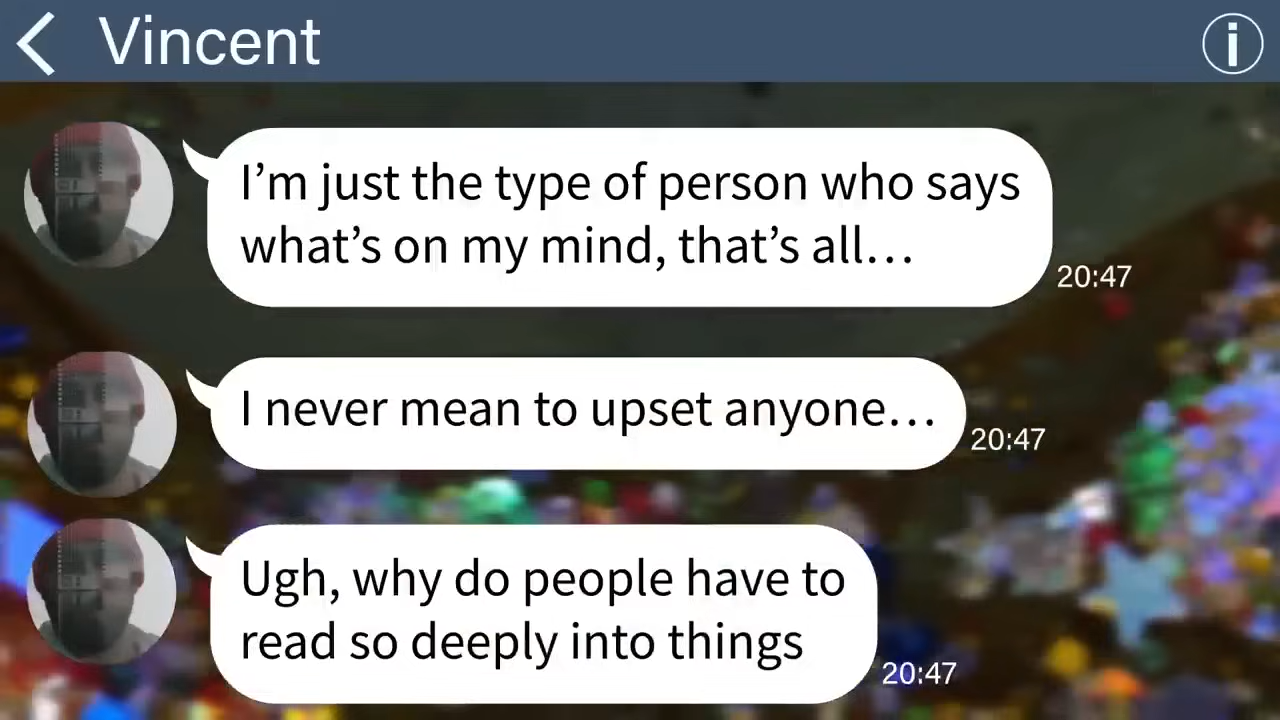 Vincent
I’m just the type of person who says
what’s on my mind, that’s all…
20:47
I never mean to upset anyone…
20:47
Ugh, why do people have to
read so deeply into things
20:47